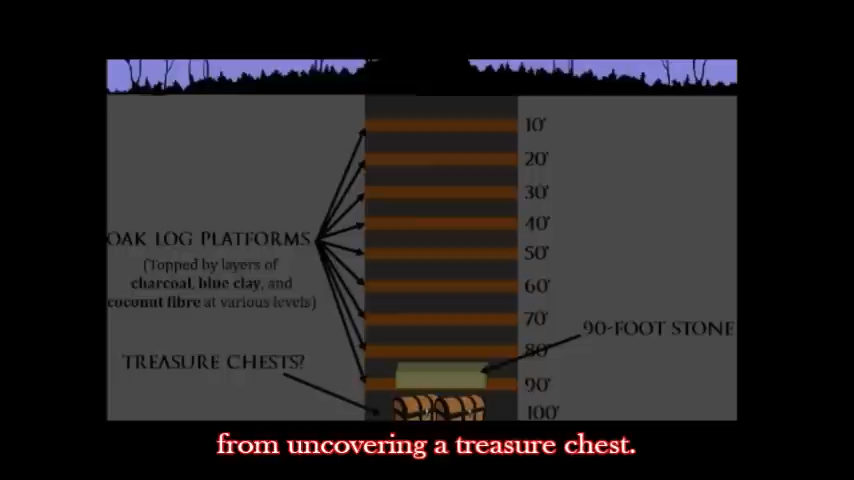 10'
20'
30'
40'
OAK LOG PLATFORMS
50'
(Topped by layers of
charcoal, blue clay, and
60'
coconut fibre at various levels)
70'
90-FOOT STONE
80'
TREASURE CHESTS?
90'
100'
from uncovering a treasure chest.